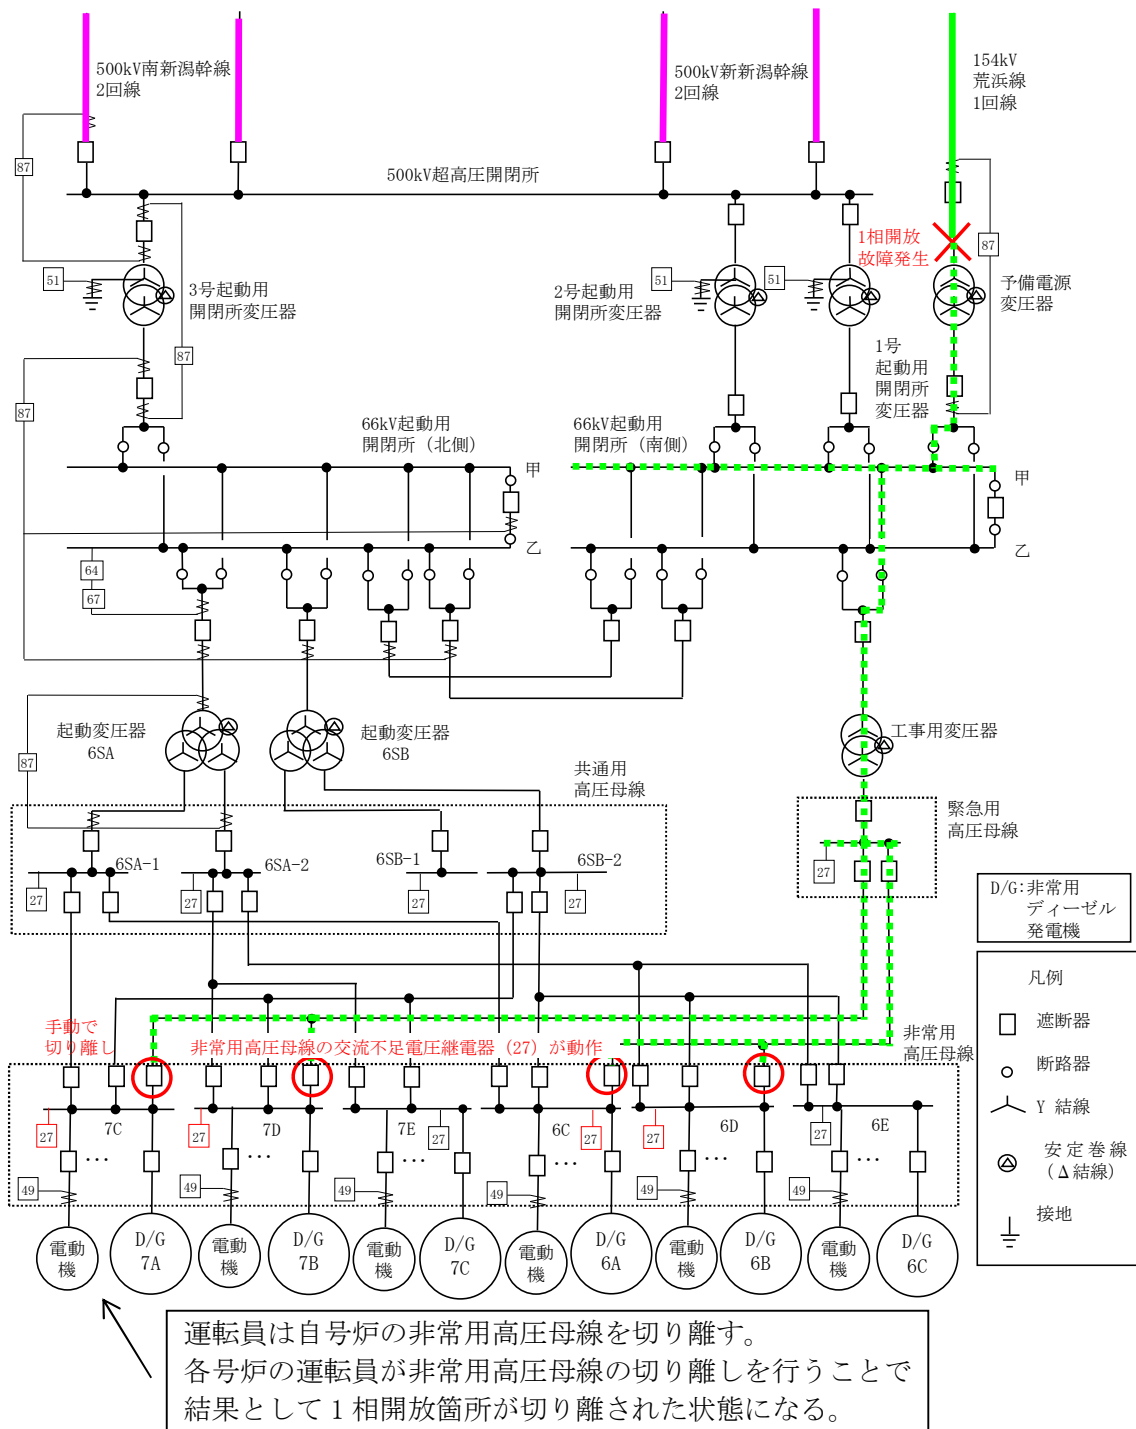 500kV南新潟幹線
2回線
500kV新新潟幹線
2回線
154kV
荒浜線
1回線
87
500kV超高圧開閉所
1相開放
故障発生
87
51
3号起動用
開閉所変圧器
2号起動用
開閉所変圧器
51
51
予備電源
変圧器
87
1号
起動用
開閉所
変圧器
87
66kV起動用
開閉所（北側）
66kV起動用
開閉所（南側）
甲
甲
乙
乙
64
67
起動変圧器
6SA
起動変圧器
6SB
工事用変圧器
87
共通用
高圧母線
緊急用
高圧母線
6SA-1
6SA-2
6SB-1
6SB-2
27
27
27
27
27
D/G:非常用
ディーゼル
発電機
凡例
遮断器
断路器
Y 結線
安定巻線
(Δ結線)
接地
手動で
切り離し
非常用高圧母線の交流不足電圧継電器（27）が動作
非常用
高圧母線
7C
7D
7E
6C
6D
6E
27
27
27
27
27
27
···
···
···
···
···
···
49
49
49
49
49
49
電動
機
D/G
7A
電動
機
D/G
7B
電動
機
D/G
7C
電動
機
D/G
6A
電動
機
D/G
6B
電動
機
D/G
6C
運転員は自号炉の非常用高圧母線を切り離す。
各号炉の運転員が非常用高圧母線の切り離しを行うことで
結果として１相開放箇所が切り離された状態になる。